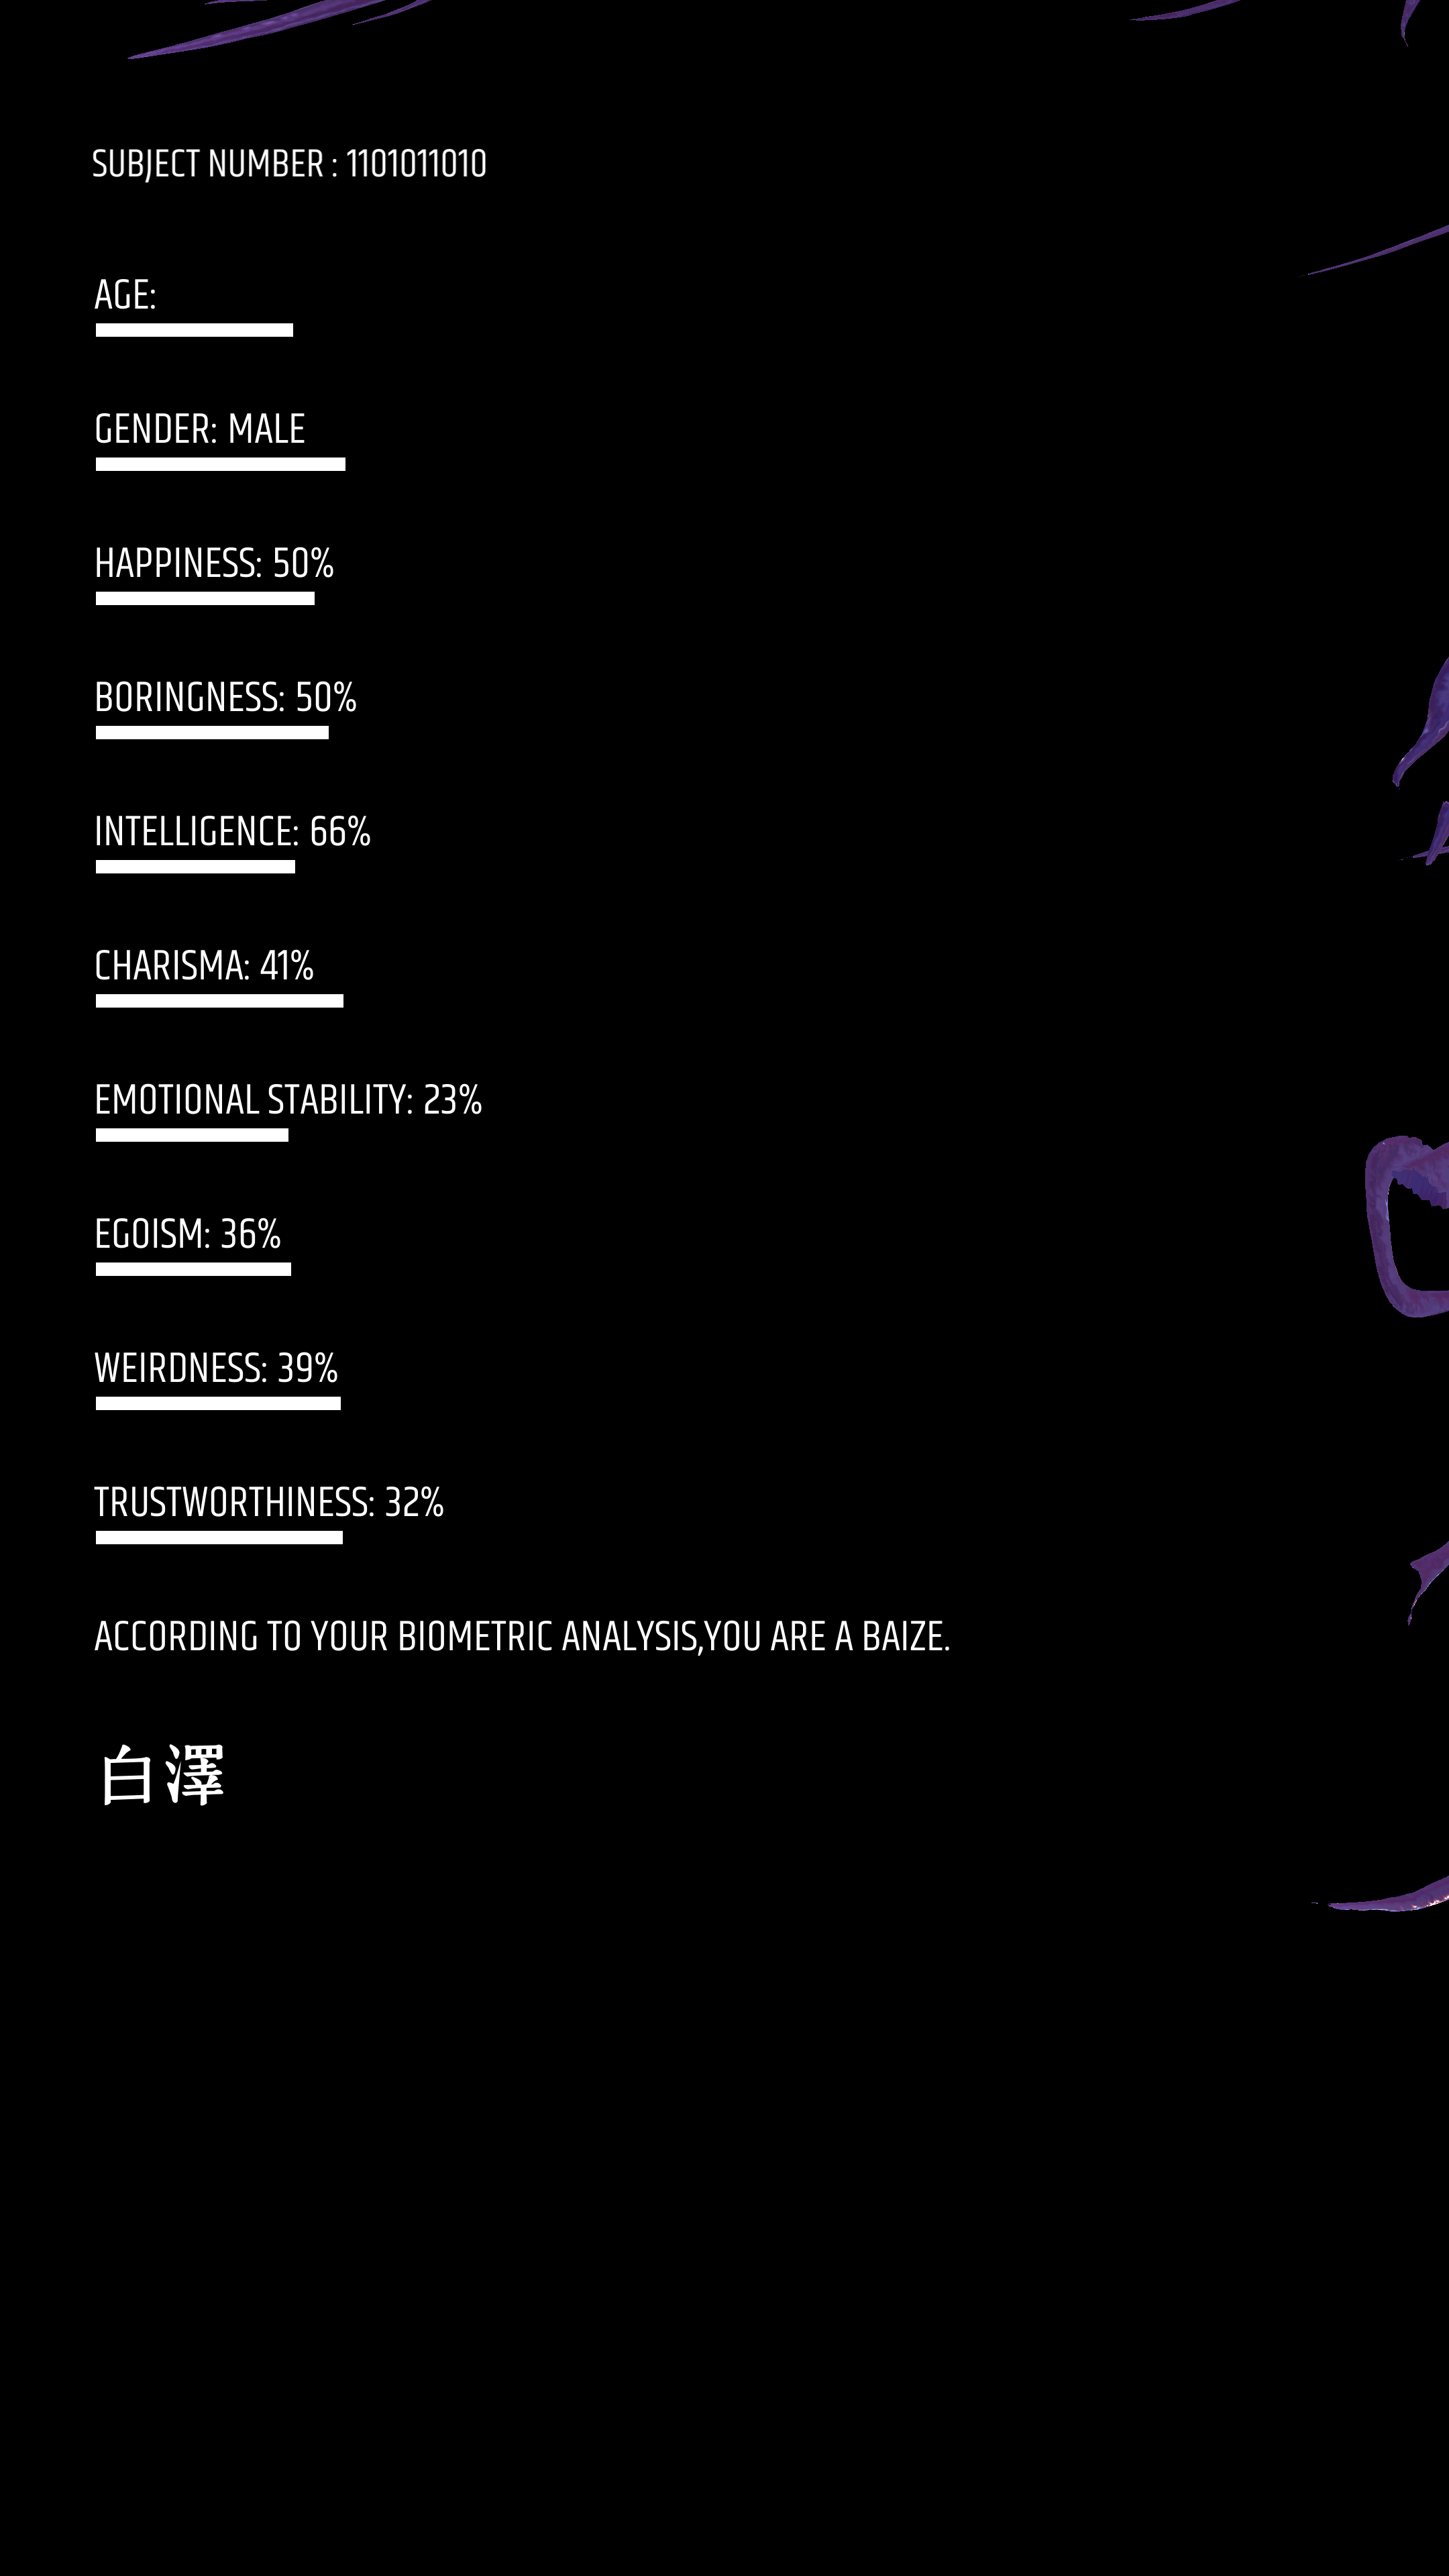 SUBJECT NUMBER : 1101011010
AGE:
GENDER: MALE
HAPPINESS: 50%
BORINGNESS: 50%
INTELLIGENCE: 66%
CHARISMA: 41%
EMOTIONAL STABILITY: 23%
EGOISM: 36%
WEIRDNESS: 39%
TRUSTWORTHINESS: 32%
ACCORDING TO YOUR BIOMETRIC ANALYSIS,YOU ARE A BAIZE.
白澤